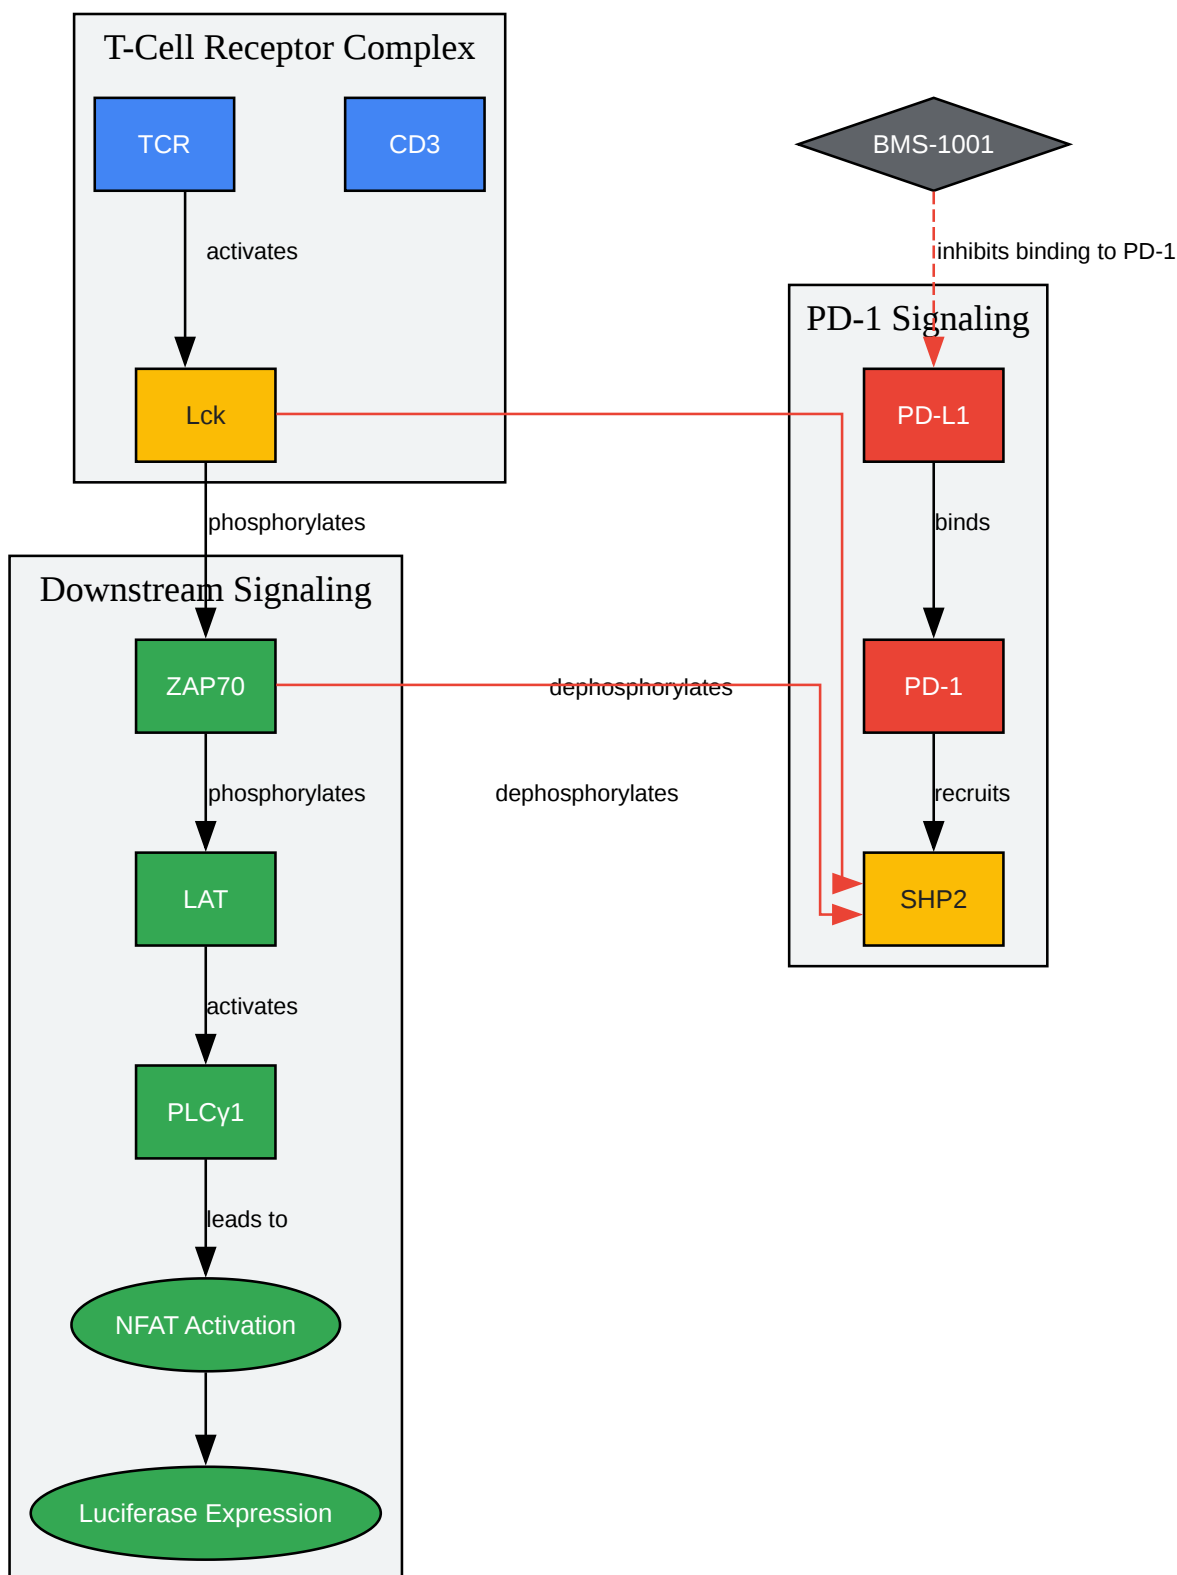 T-Cell Receptor Complex
TCR
CD3
BMS-1001
activates
inhibits binding to PD-1
PD-1 Signaling
Lck
PD-L1
phosphorylates
binds
Downstream Signaling
ZAP70
dephosphorylates
PD-1
phosphorylates
dephosphorylates
recruits
LAT
SHP2
activates
PLCγ1
leads to
NFAT Activation
Luciferase Expression